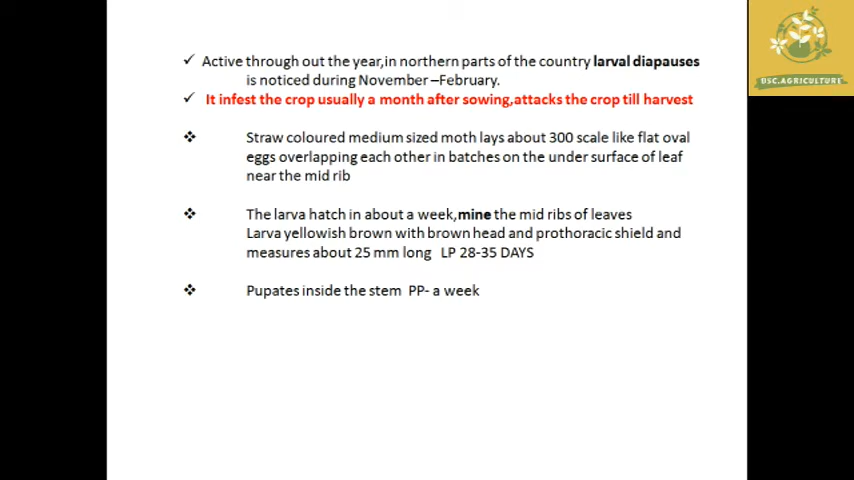 ✓ Active through out the year,in northern parts of the country larval diapauses
is noticed during November –February.
✓ It infest the crop usually a month after sowing,attacks the crop till harvest
❖ Straw coloured medium sized moth lays about 300 scale like flat oval
eggs overlapping each other in batches on the under surface of leaf
near the mid rib
❖ The larva hatch in about a week,mine the mid ribs of leaves
Larva yellowish brown with brown head and prothoracic shield and
measures about 25 mm long LP 28-35 DAYS
❖ Pupates inside the stem PP- a week
BSC.AGRICULTURE